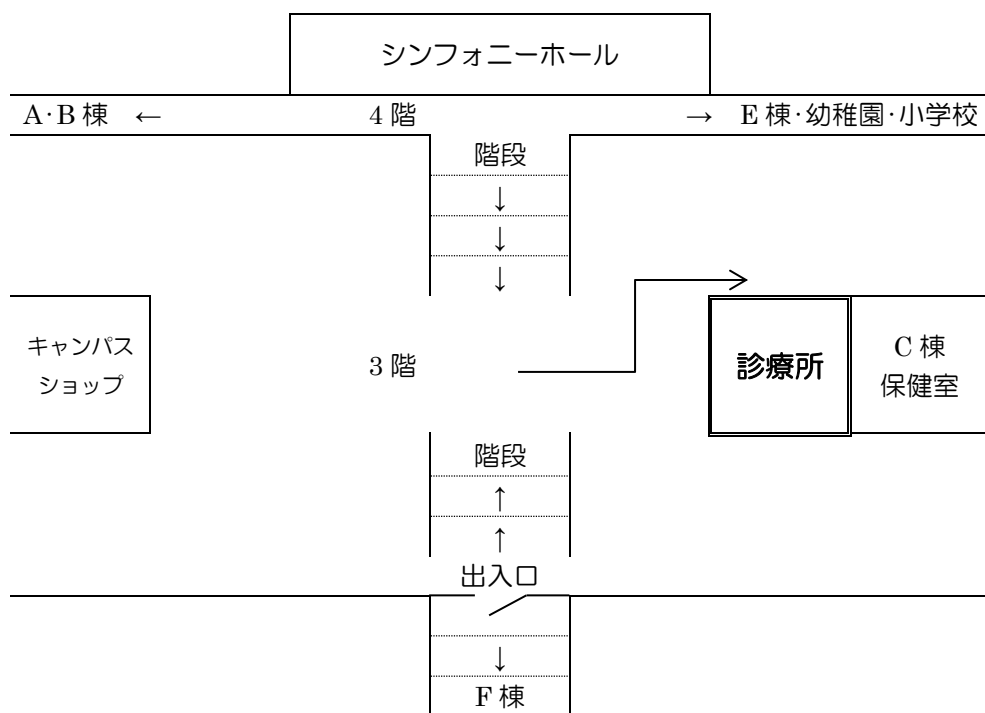 シンフォニーホール
A·B 棟 ← 4 階 → E 棟·幼稚園·小学校
階段
↓
↓
↓
キャンパス
ショップ
3 階
診療所
C 棟
保健室
階段
↑
↑
出入口
↓
F 棟